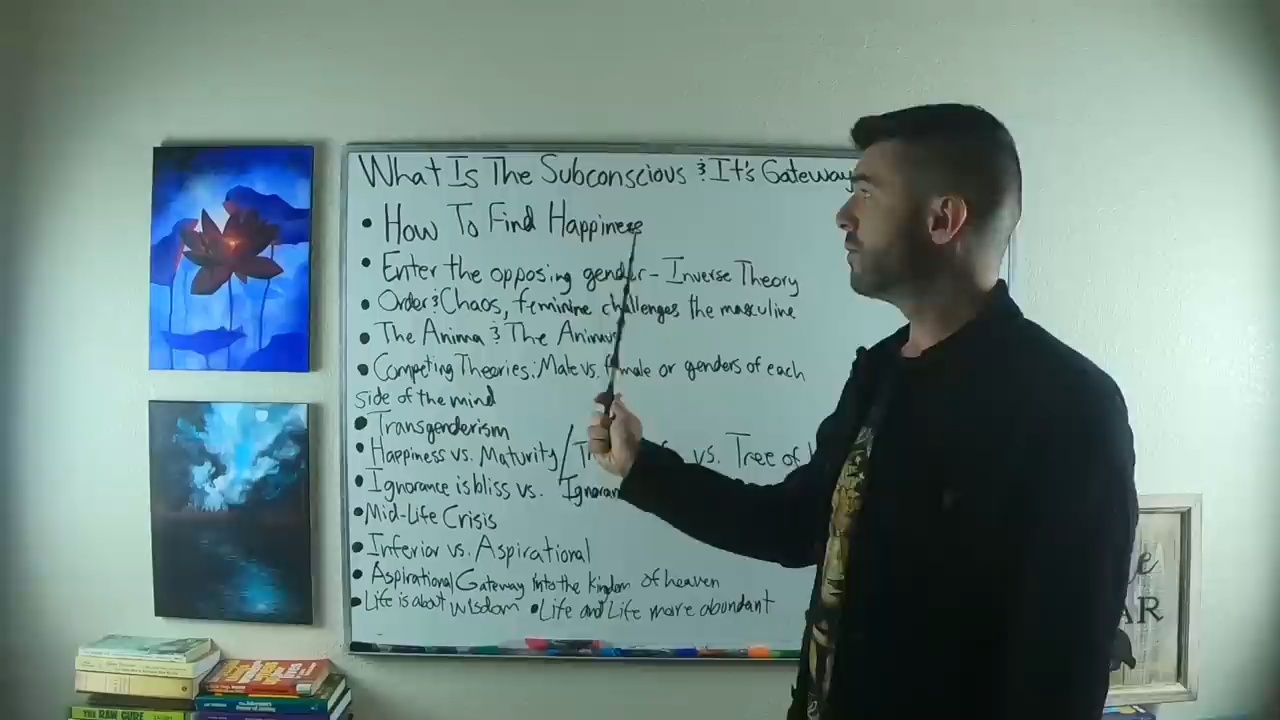 What Is The Subconscious & It's Gateway
• How To Find Happiness
• Enter the opposing gender - Inverse Theory
• Order & Chaos, feminine challenges the masculine
• The Anima & The Animus
• Competing Theories: Male vs. female or genders of each
side of the mind
• Transgenderism
• Happiness vs. Maturity / vs. Tree of
• Ignorance is bliss vs.
• Mid-Life Crisis
• Inferior vs. Aspirational
• Aspirational Gateway into the kingdom of heaven
• Life is about wisdom • Life and Life more abundant
THE RAW CURE